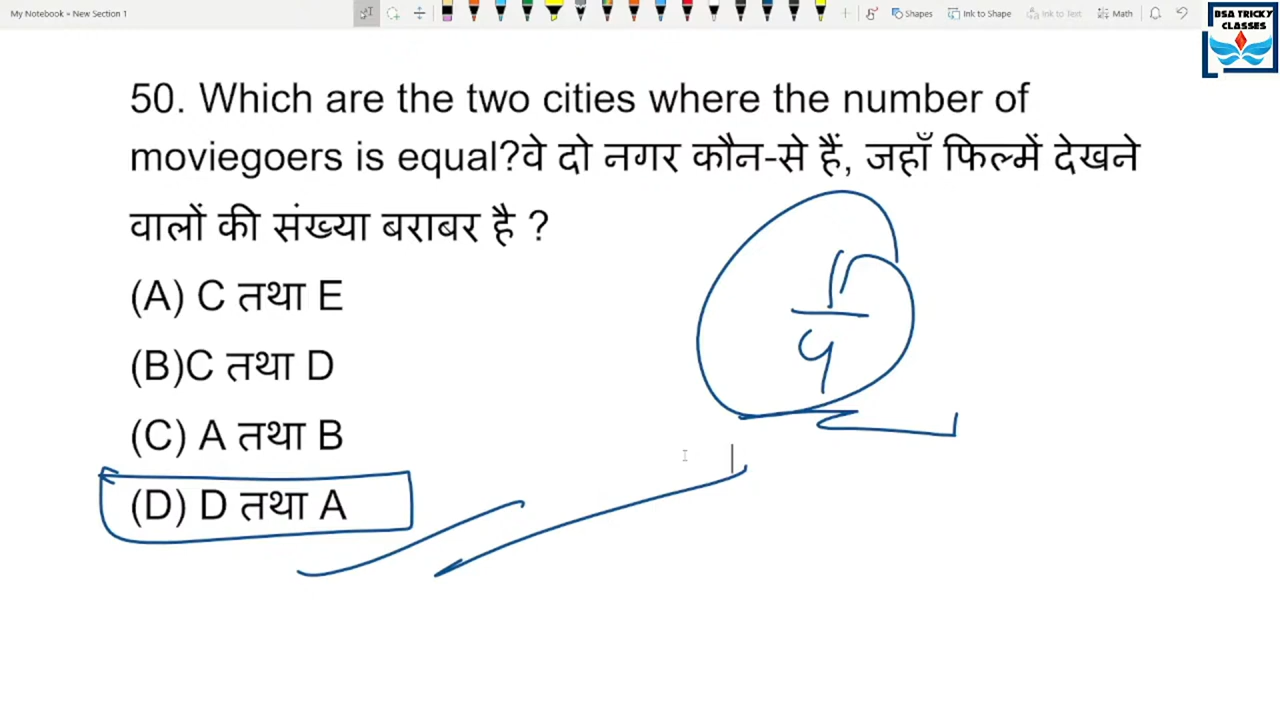 My Notebook » New Section 1
Shapes
Ink to Shape
Ink to Text
Math
BSA TRICKY
CLASSES
50. Which are the two cities where the number of
moviegoers is equal?वे दो नगर कौन-से हैं, जहाँ फिल्में देखने
वालों की संख्या बराबर है ?
(A) C तथा E
(B)C तथा D
(C) A तथा B
(D) D तथा A